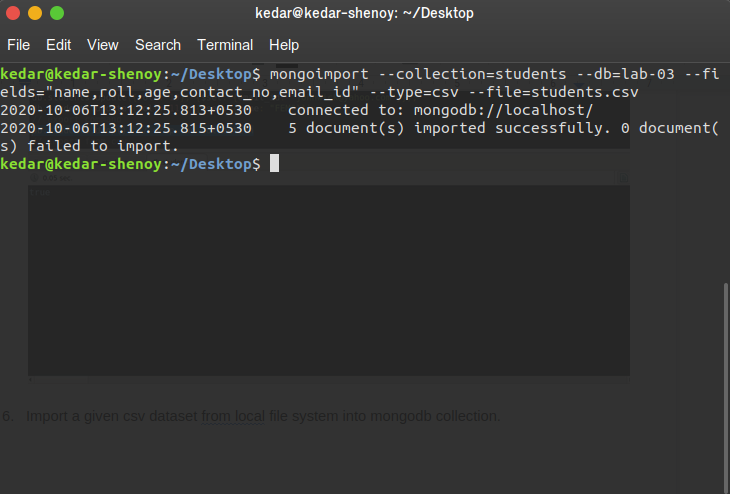 kedar@kedar-shenoy: ~/Desktop
File Edit View Search Terminal Help
kedar@kedar-shenoy:~/Desktop$ mongoimport --collection=students --db=lab-03 --fi
elds="name,roll,age,contact_no,email_id" --type=csv --file=students.csv
2020-10-06T13:12:25.813+0530    connected to: mongodb://localhost/
2020-10-06T13:12:25.815+0530    5 document(s) imported successfully. 0 document(
s) failed to import.
kedar@kedar-shenoy:~/Desktop$
6. Import a given csv dataset from local file system into mongodb collection.